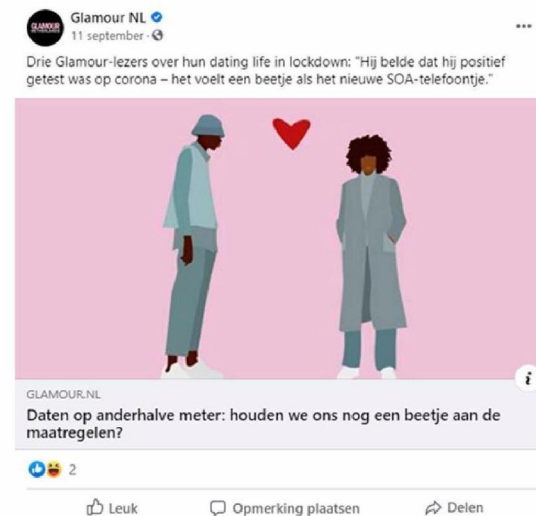 GLAMOUR
Glamour NL
11 september ·
Drie Glamour-lezers over hun dating life in lockdown: "Hij belde dat hij positief
getest was op corona – het voelt een beetje als het nieuwe SOA-telefoontje."
GLAMOUR.NL
Daten op anderhalve meter: houden we ons nog een beetje aan de
maatregelen?
2
Leuk Opmerking plaatsen Delen